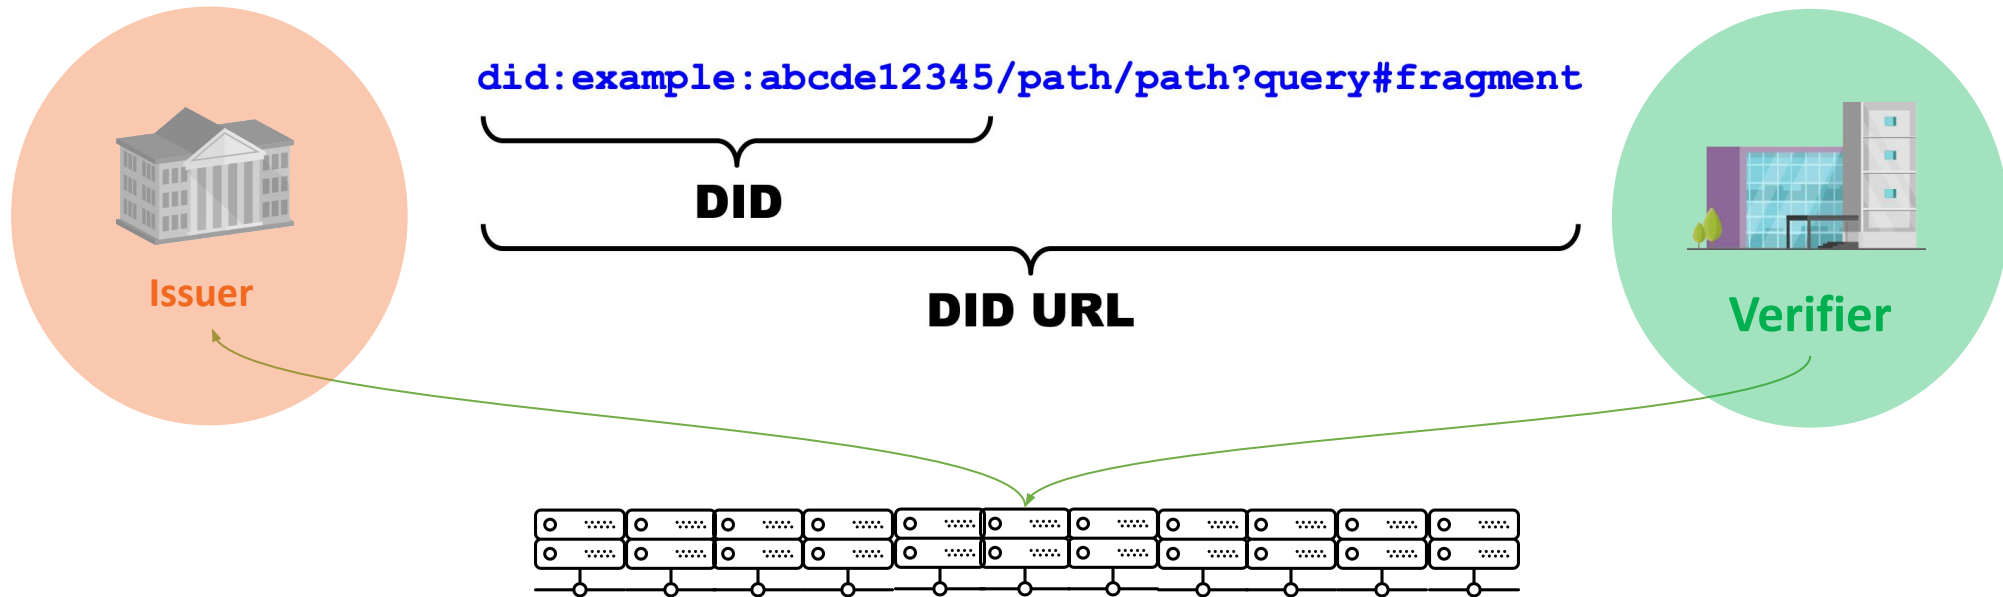 did:example:abcde12345/path/path?query#fragment
DID
DID URL
Issuer
Verifier